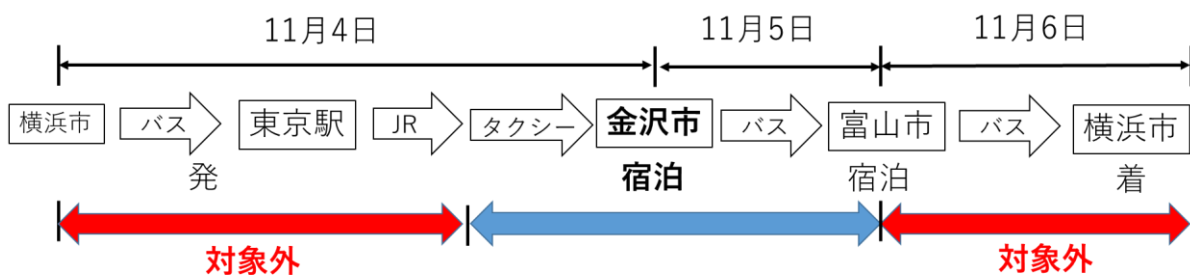 11月4日 11月5日 11月6日
横浜市 バス 東京駅 JR タクシー 金沢市 バス 富山市 バス 横浜市
発 宿泊 宿泊 着
対象外 対象外